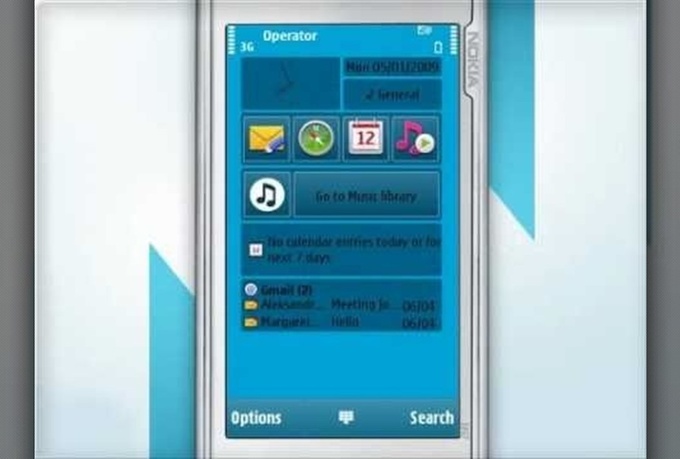 Operator
3G
NOKIA
Mon 05/01/2009
General
12
Go to Music library
No calendar entries today or for
next 7 days
Gmail (2)
Aleksandr... Meeting Jo... 06/04
Margaret... Hello 06/04
Options Search